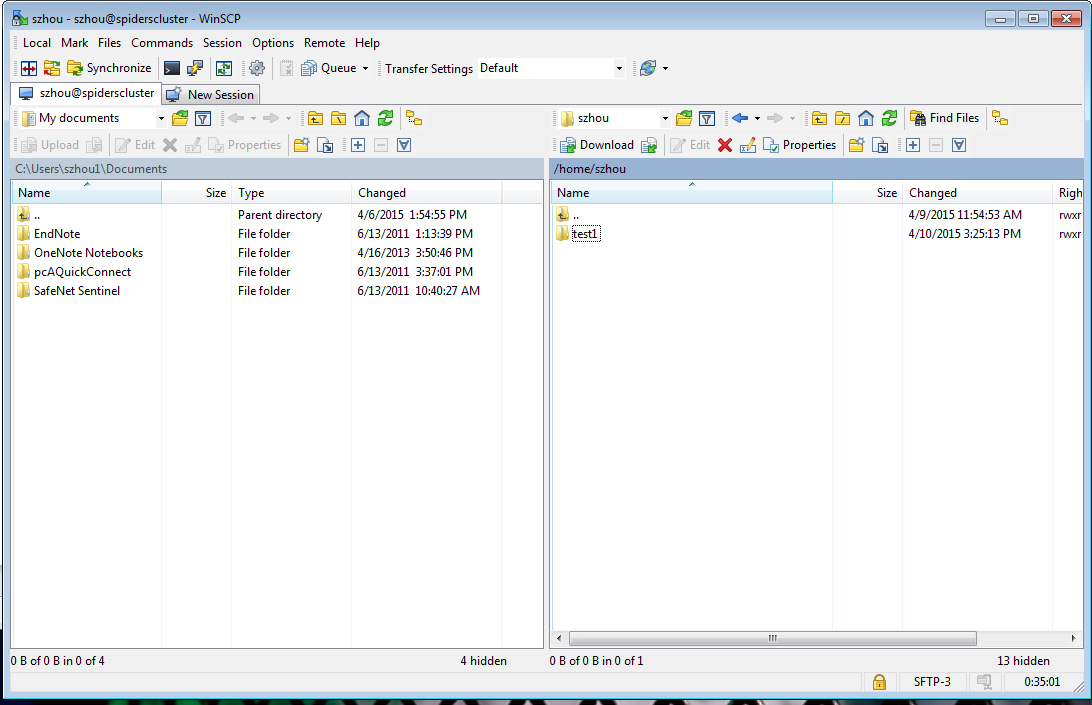 szhou - szhou@spiderscluster - WinSCP
Local Mark Files Commands Session Options Remote Help
Synchronize Queue Transfer Settings Default
szhou@spiderscluster New Session
My documents
Upload Edit Properties
C:\Users\szhou1\Documents
Name Size Type Changed
.. Parent directory 4/6/2015 1:54:55 PM
EndNote File folder 6/13/2011 1:13:39 PM
OneNote Notebooks File folder 4/16/2013 3:50:46 PM
pcAQuickConnect File folder 6/13/2011 3:37:01 PM
SafeNet Sentinel File folder 6/13/2011 10:40:27 AM
0 B of 0 B in 0 of 4 4 hidden
szhou Find Files
Download Edit Properties
/home/szhou
Name Size Changed Righ
.. 4/9/2015 11:54:53 AM rwxr
test1 4/10/2015 3:25:13 PM rwxr
0 B of 0 B in 0 of 1 13 hidden
SFTP-3 0:35:01